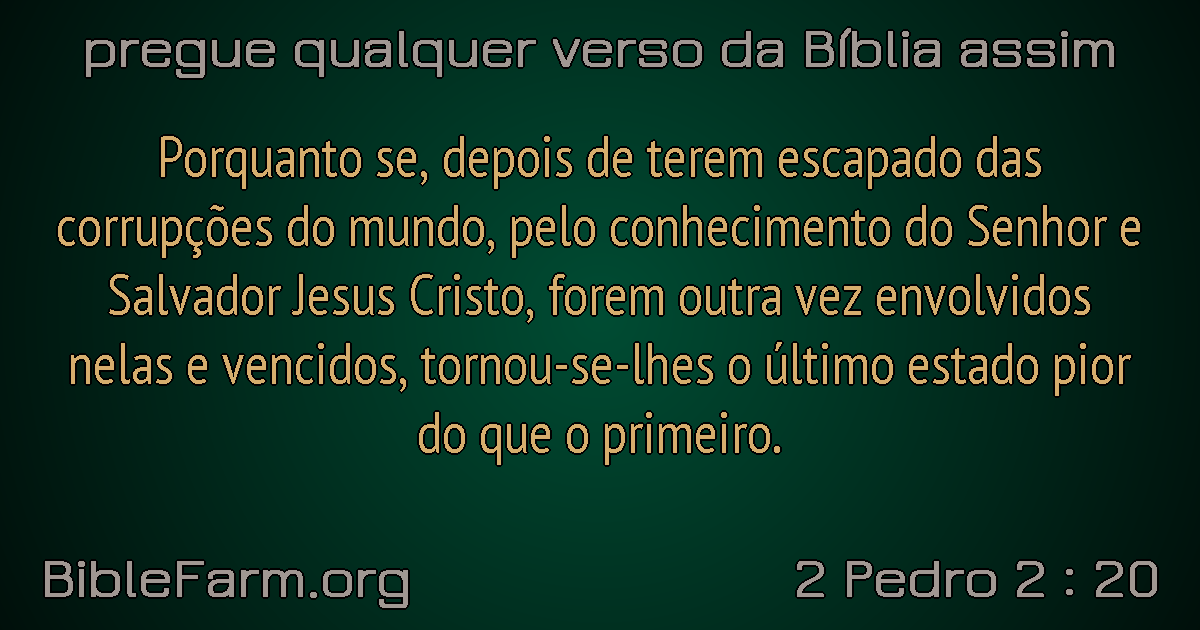 pregue qualquer verso da Bíblia assim
Porquanto se, depois de terem escapado das
corrupções do mundo, pelo conhecimento do Senhor e
Salvador Jesus Cristo, forem outra vez envolvidos
nelas e vencidos, tornou-se-lhes o último estado pior
do que o primeiro.
BibleFarm.org
2 Pedro 2 : 20